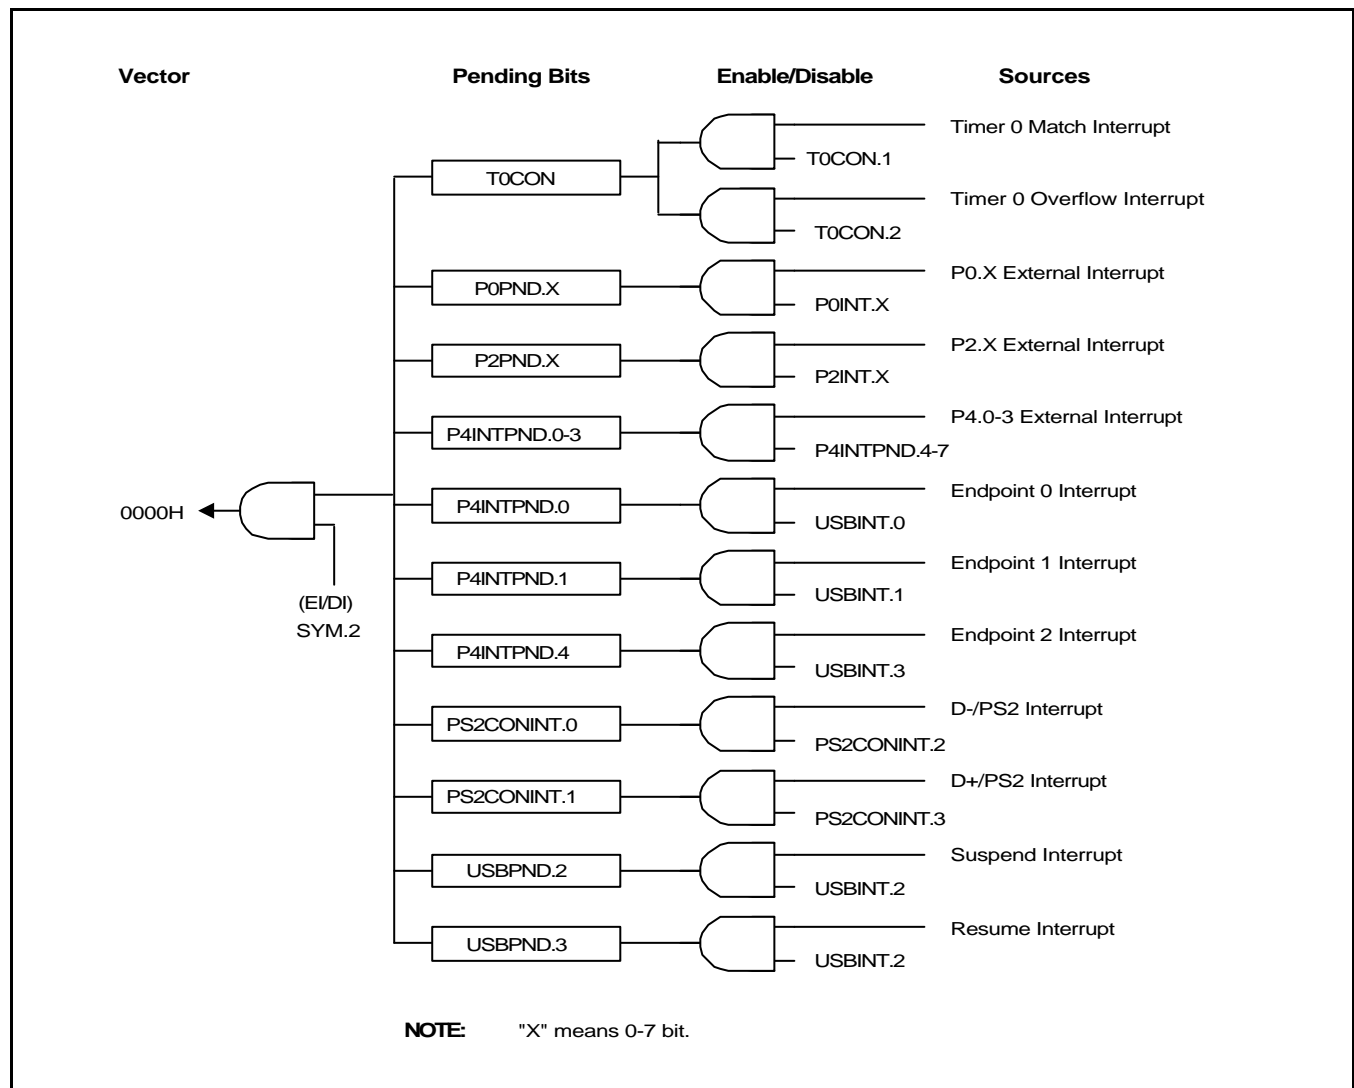 Vector Pending Bits Enable/Disable Sources
Timer 0 Match Interrupt
T0CON.1
T0CON
Timer 0 Overflow Interrupt
T0CON.2
P0.X External Interrupt
P0PND.X
P0INT.X
P2.X External Interrupt
P2PND.X
P2INT.X
P4.0-3 External Interrupt
P4INTPND.0-3
P4INTPND.4-7
Endpoint 0 Interrupt
P4INTPND.0
0000H
USBINT.0
Endpoint 1 Interrupt
P4INTPND.1
USBINT.1
(EI/DI)
SYM.2
Endpoint 2 Interrupt
P4INTPND.4
USBINT.3
D-/PS2 Interrupt
PS2CONINT.0
PS2CONINT.2
D+/PS2 Interrupt
PS2CONINT.1
PS2CONINT.3
Suspend Interrupt
USBPND.2
USBINT.2
Resume Interrupt
USBPND.3
USBINT.2
NOTE: "X" means 0-7 bit.